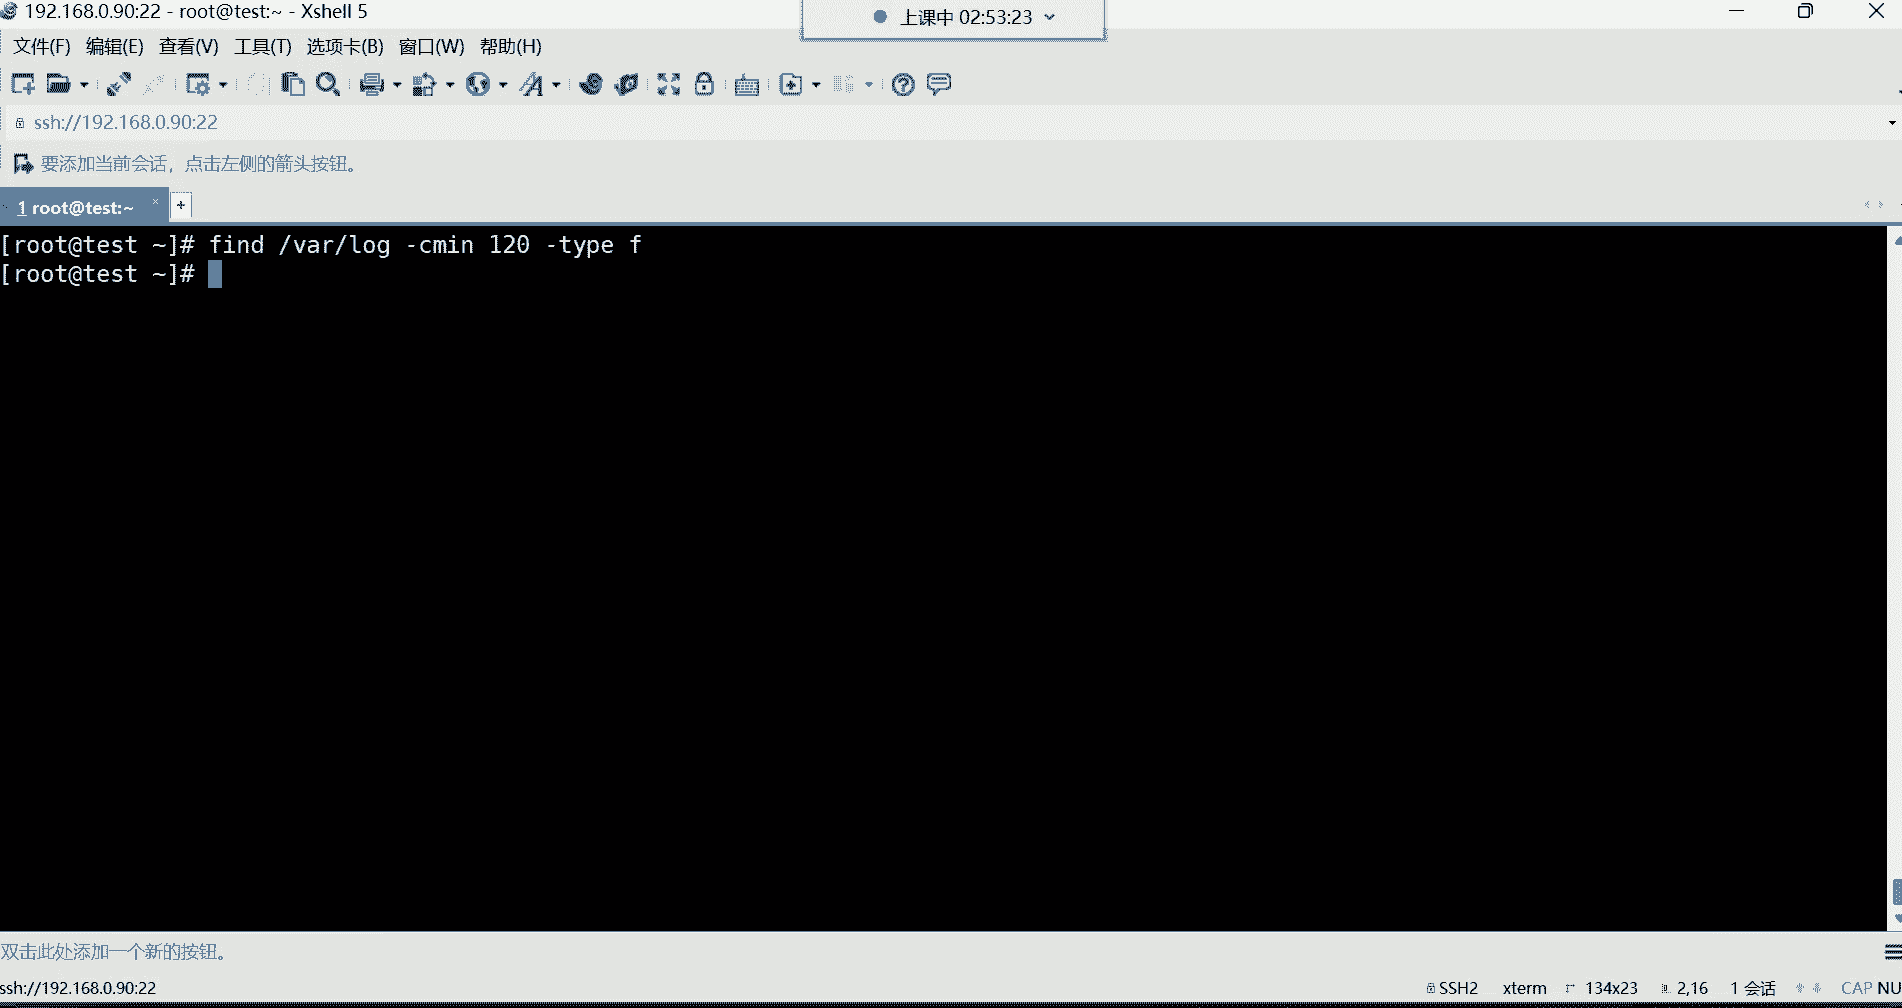 192.168.0.90:22 - root@test:~ - Xshell 5
上课中 02:53:23
文件(F) 编辑(E) 查看(V) 工具(T) 选项卡(B) 窗口(W) 帮助(H)
ssh://192.168.0.90:22
要添加当前会话，点击左侧的箭头按钮。
1 root@test:~ × +
[root@test ~]# find /var/log -cmin 120 -type f
[root@test ~]#
双击此处添加一个新的按钮。
ssh://192.168.0.90:22 SSH2 xterm 134x23 2,16 1 会话 CAP NU